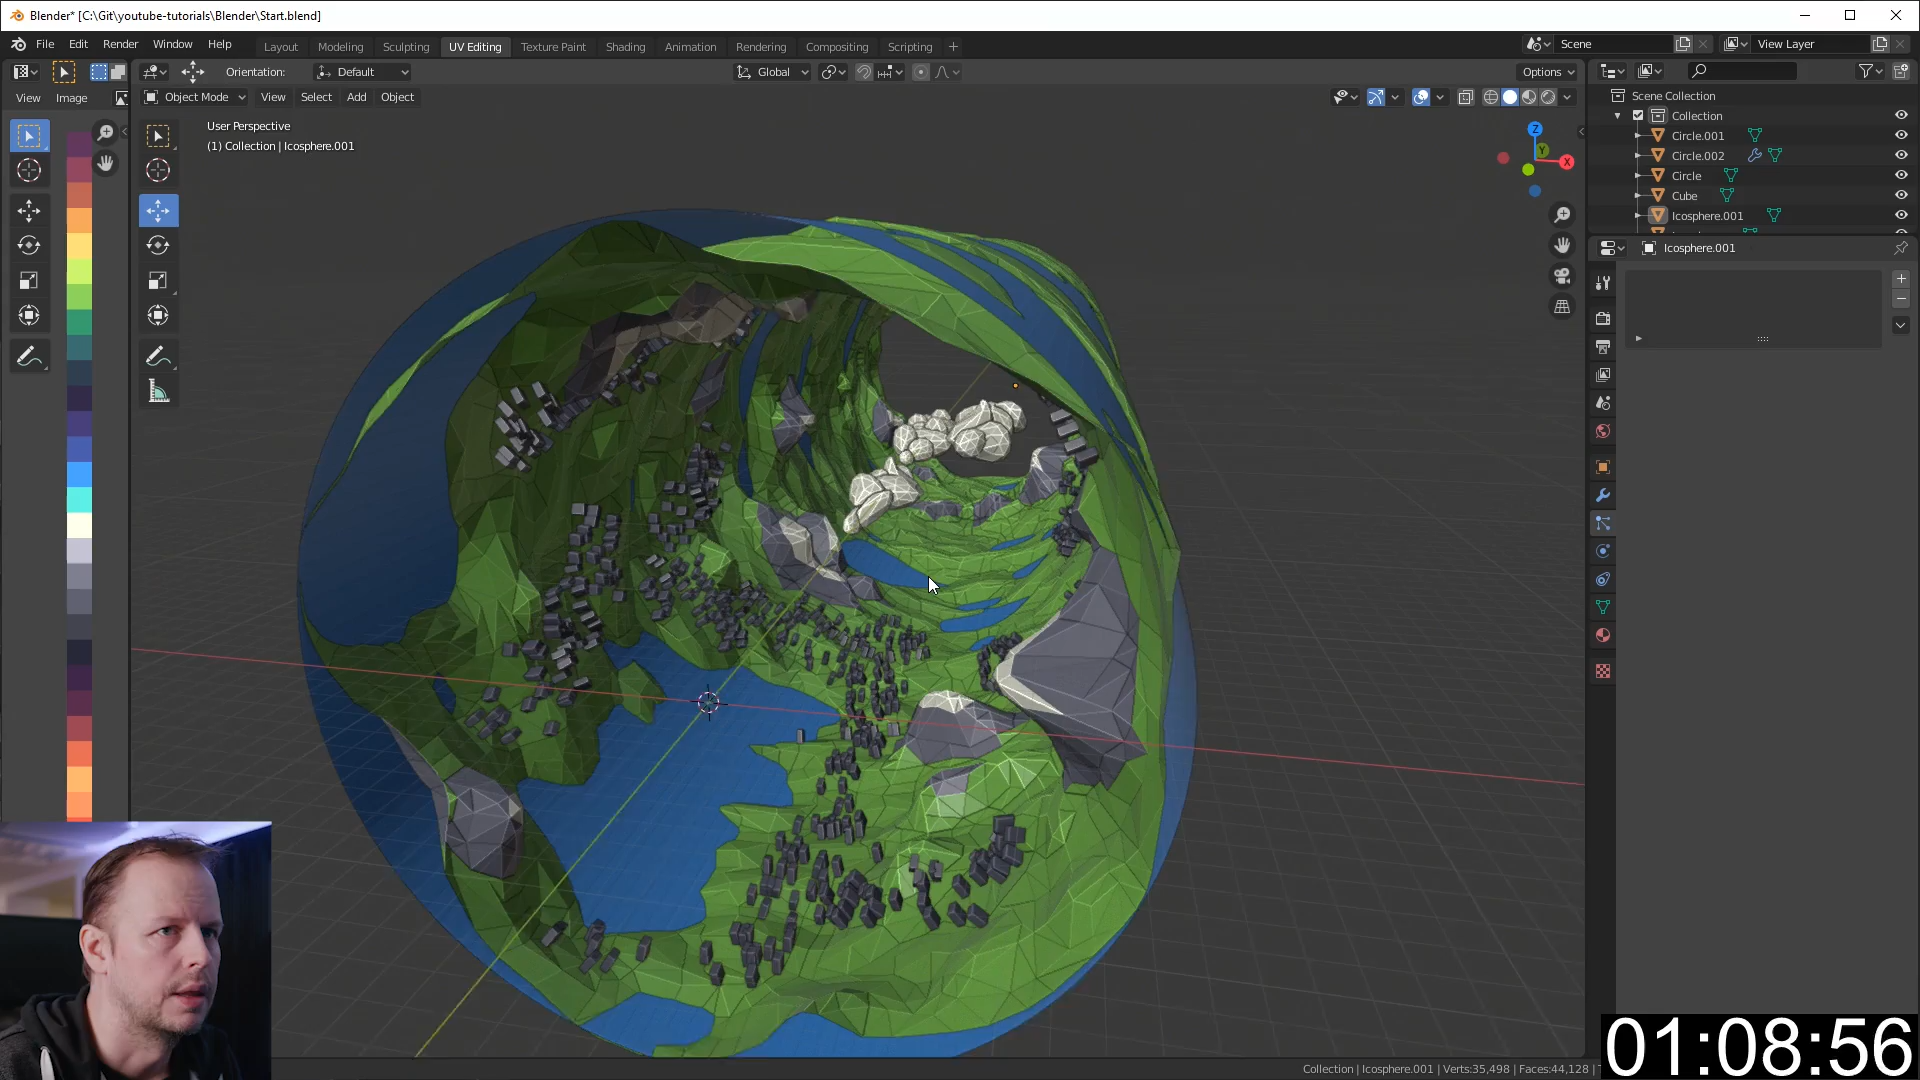 Blender* [C:\Git\youtube-tutorials\Blender\Start.blend]
File Edit Render Window Help
Layout Modeling Sculpting UV Editing Texture Paint Shading Animation Rendering Compositing Scripting +
Scene
View Layer
Orientation: Default
Global
Options
View Image
Object Mode View Select Add Object
User Perspective
(1) Collection | Icosphere.001
Z
Y
X
Scene Collection
Collection
Circle.001
Circle.002
Circle
Cube
Icosphere.001
Icosphere.001
Collection | Icosphere.001 | Verts:35,498 | Faces:44,128 |
01:08:56